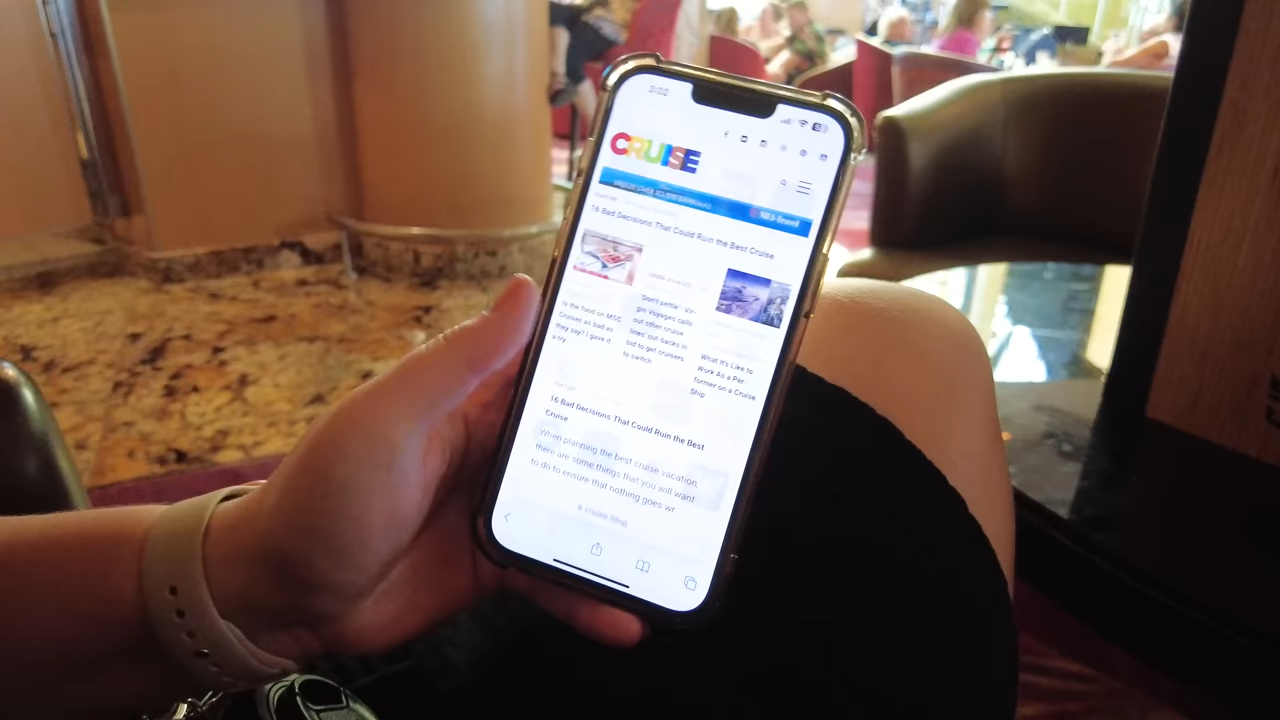 CRUISE
16 Bad Decisions That Could Ruin the Best Cruise
Is the food on MSC
Cruises as bad as
they say? I gave it
a try
'Don't settle': Vir-
gin Voyages calls
out other cruise
lines' out-backs in
bid to get cruisers
to switch
What It's Like to
Work As a Per-
former on a Cruise
Ship
16 Bad Decisions That Could Ruin the Best
Cruise
When planning the best cruise vacation,
there are some things that you will want
to do to ensure that nothing goes wr